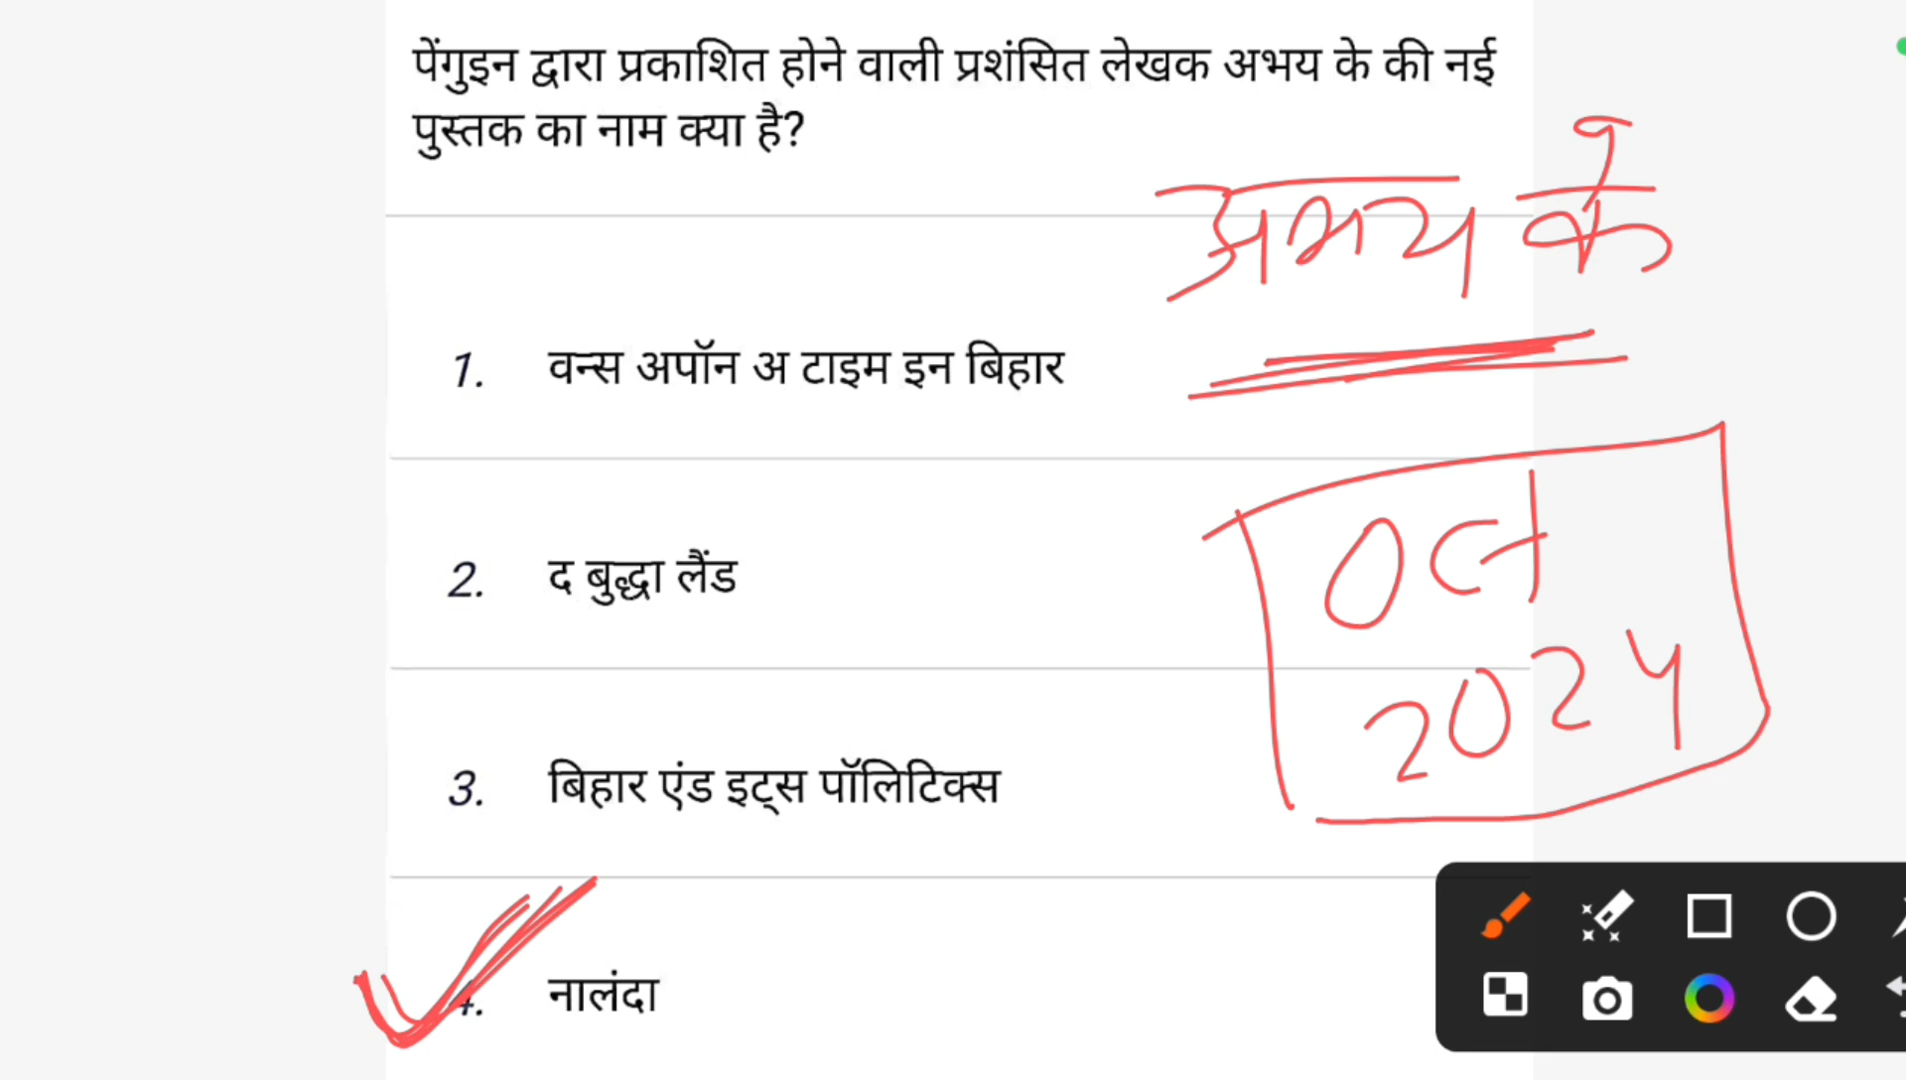 पेंगुइन द्वारा प्रकाशित होने वाली प्रशंसित लेखक अभय के की नई
पुस्तक का नाम क्या है?
अभय के
1. वन्स अपॉन अ टाइम इन बिहार
Oct
2024
2. द बुद्धा लैंड
3. बिहार एंड इट्स पॉलिटिक्स
4. नालंदा